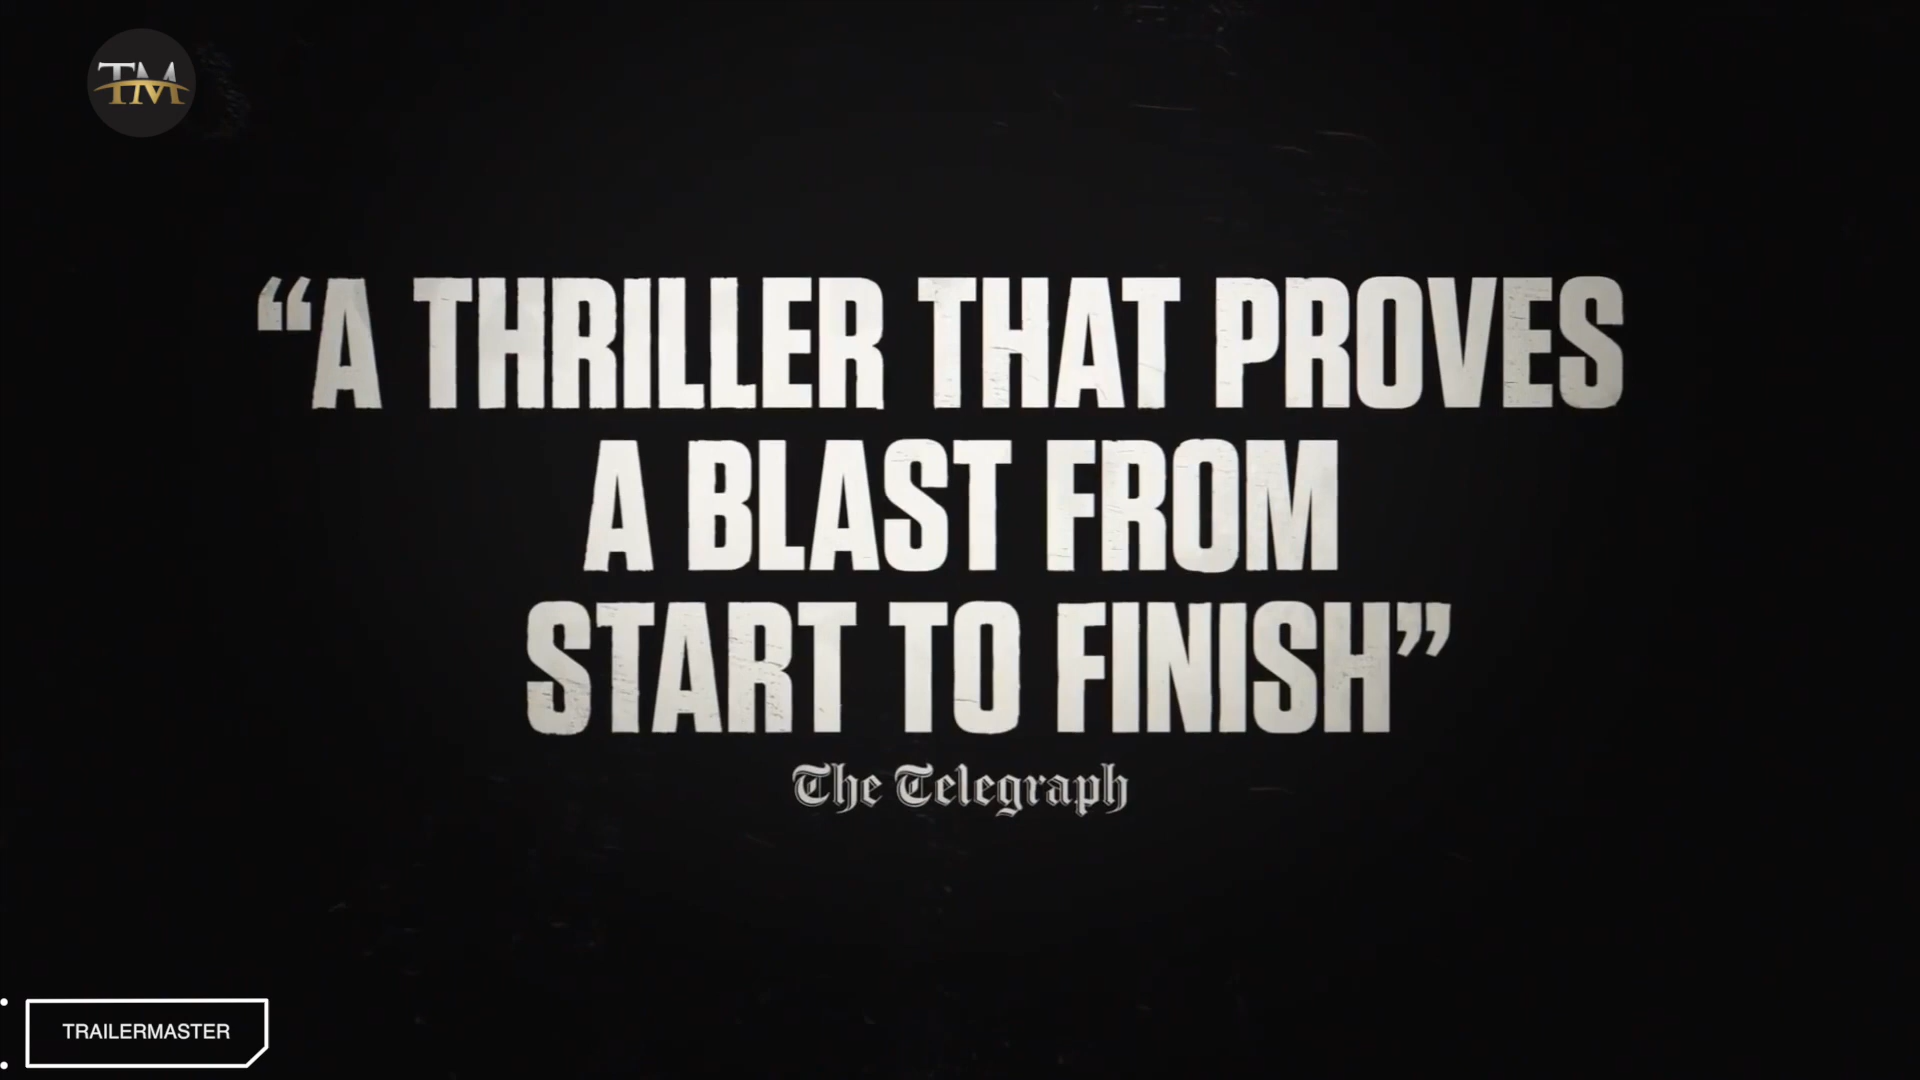 TM
“A THRILLER THAT PROVES
A BLAST FROM
START TO FINISH”
The Telegraph
TRAILERMASTER